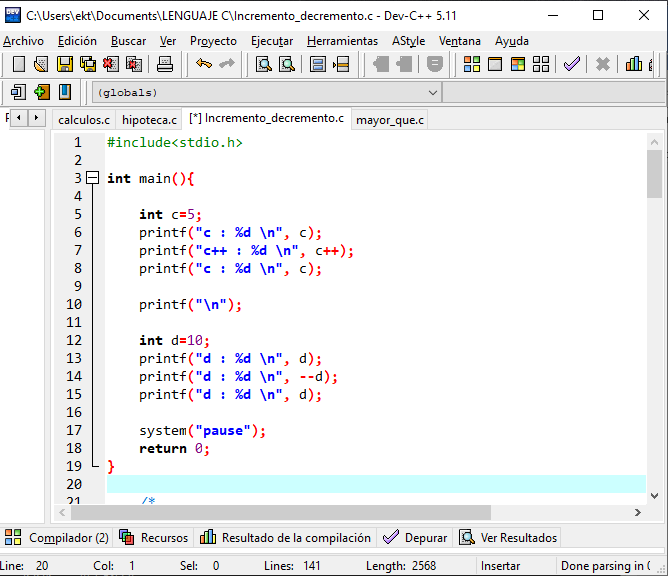 C:\Users\ekt\Documents\LENGUAJE C\Incremento_decremento.c - Dev-C++ 5.11
Archivo Edición Buscar Ver Proyecto Ejecutar Herramientas AStyle Ventana Ayuda
(globals)
calculos.c hipoteca.c [*] Incremento_decremento.c mayor_que.c
1 #include<stdio.h>
2
3 int main(){
4
5 int c=5;
6 printf("c : %d \n", c);
7 printf("c++ : %d \n", c++);
8 printf("c : %d \n", c);
9
10 printf("\n");
11
12 int d=10;
13 printf("d : %d \n", d);
14 printf("d : %d \n", --d);
15 printf("d : %d \n", d);
16
17 system("pause");
18 return 0;
19 }
20
21 /*
Compilador (2) Recursos Resultado de la compilación Depurar Ver Resultados
Line: 20 Col: 1 Sel: 0 Lines: 141 Length: 2568 Insertar Done parsing in